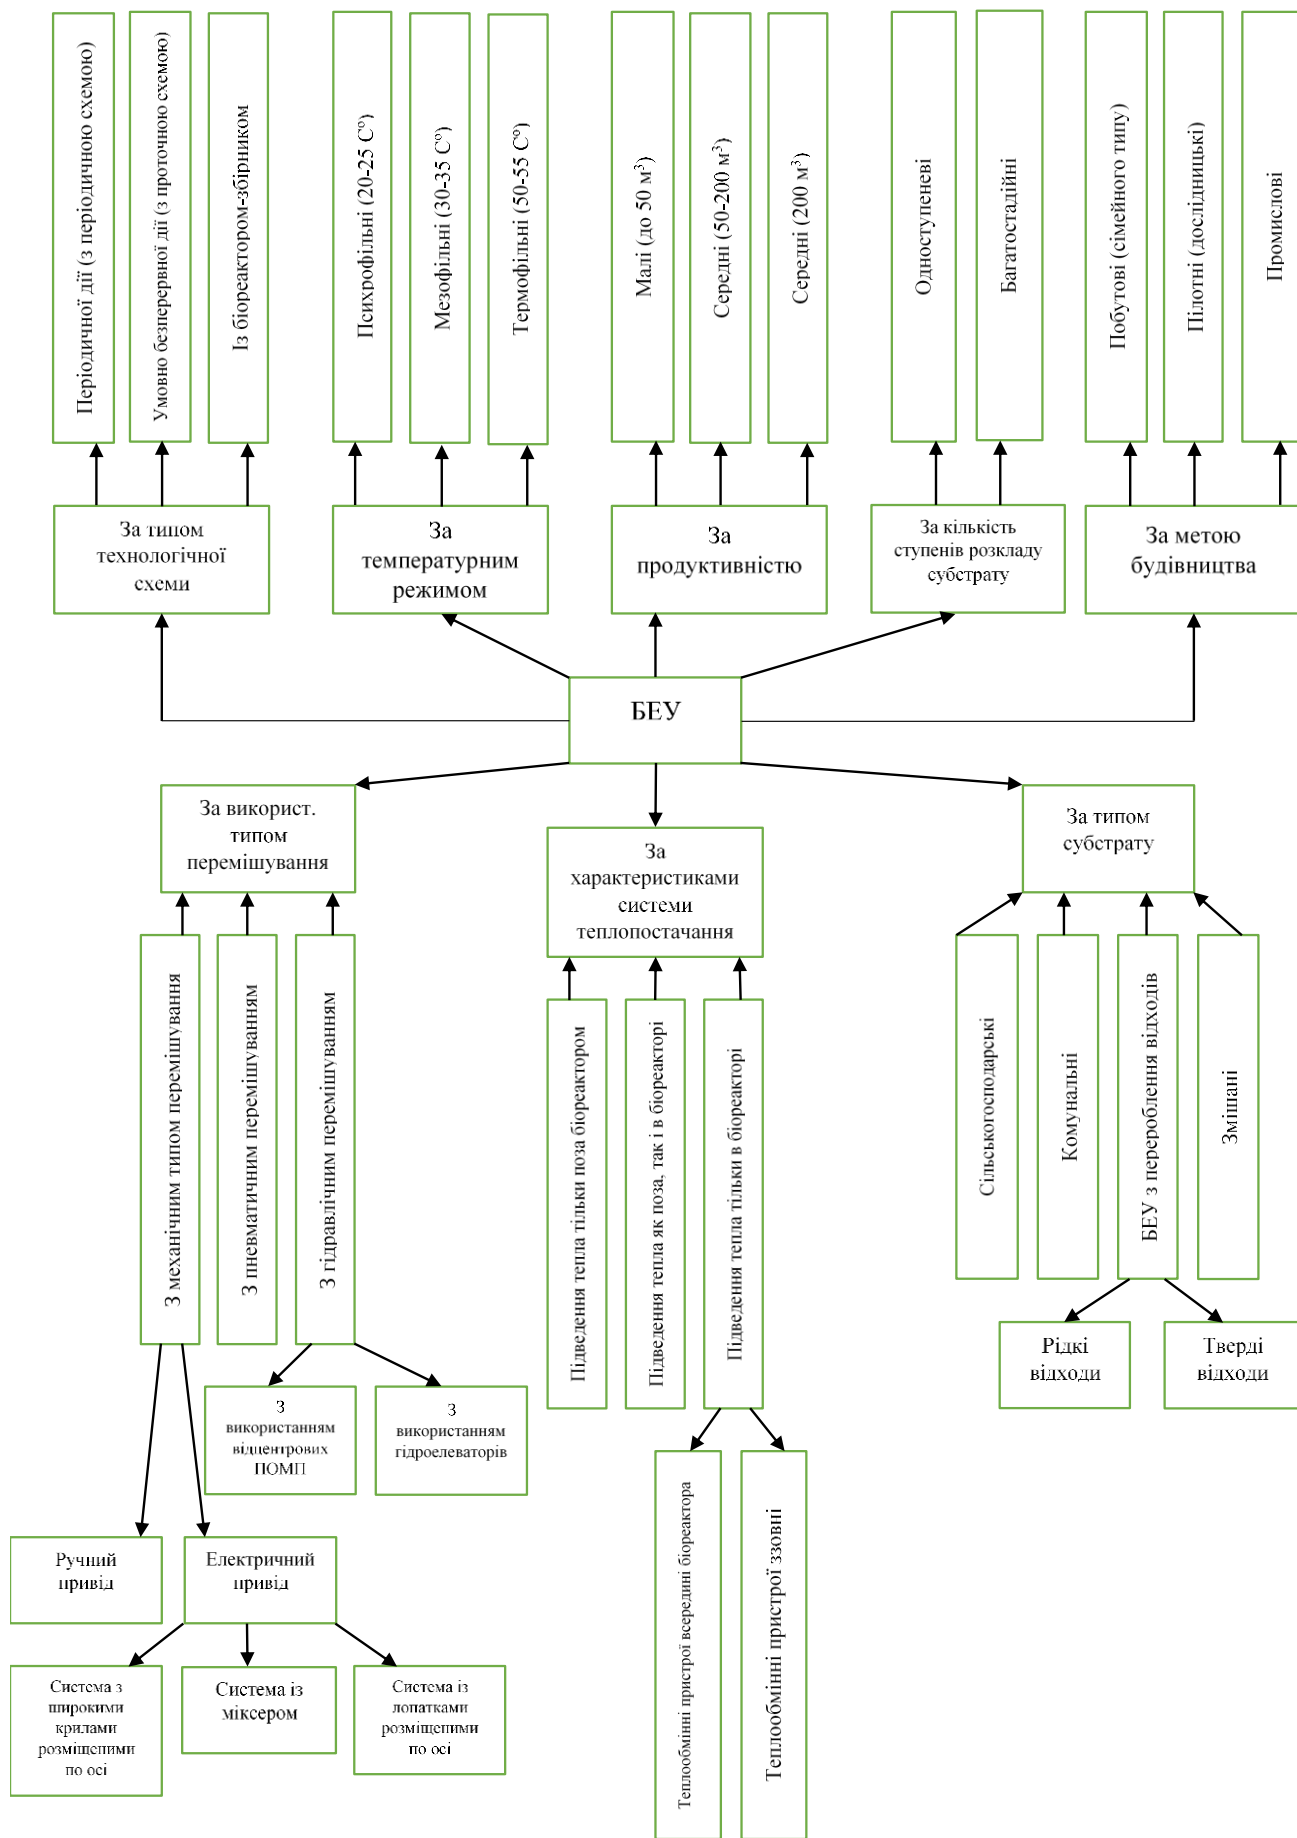 Періодичної дії (з періодичною схемою)
Умовно безперервної дії (з проточною схемою)
Із біореактором-збірником
Психрофільні (20-25 С⁰)
Мезофільні (30-35 С⁰)
Термофільні (50-55 С⁰)
Малі (до 50 м³)
Середні (50-200 м³)
Середні (200 м³)
Одноступеневі
Багатостадійні
Побутові (сімейного типу)
Пілотні (дослідницькі)
Промислові
За типом
технологічної
схеми
За
температурним
режимом
За
продуктивністю
За кількість
ступенів розкладу
субстрату
За метою
будівництва
БЕУ
За використ.
типом
перемішування
За
характеристиками
системи
теплопостачання
За типом
субстрату
З механічним типом перемішування
З пневматичним перемішуванням
З гідравлічним перемішуванням
Підведення тепла тільки поза біореактором
Підведення тепла як поза, так і в біореакторі
Підведення тепла тільки в біореакторі
Сільськогосподарські
Комунальні
БЕУ з перероблення відходів
Змішані
Рідкі
відходи
Тверді
відходи
З
використанням
відцентрових
ПОМП
З
використанням
гідроелеваторів
Ручний
привід
Електричний
привід
Теплообмінні пристрої всередині біореактора
Теплообмінні пристрої ззовні
Система з
широкими
крилами
розміщеними
по осі
Система із
міксером
Система із
лопатками
розміщеними
по осі